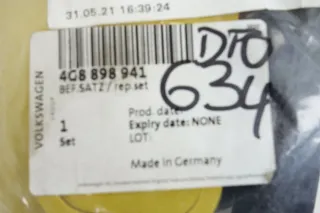 31.05.21 16:39:24
VOLKSWAGEN
GROUP
4G8 898 941
BEF.SATZ / rep.set
DFO
634
Prod. date:
Expiry date: NONE
LOT:
1
Set
Made in Germany